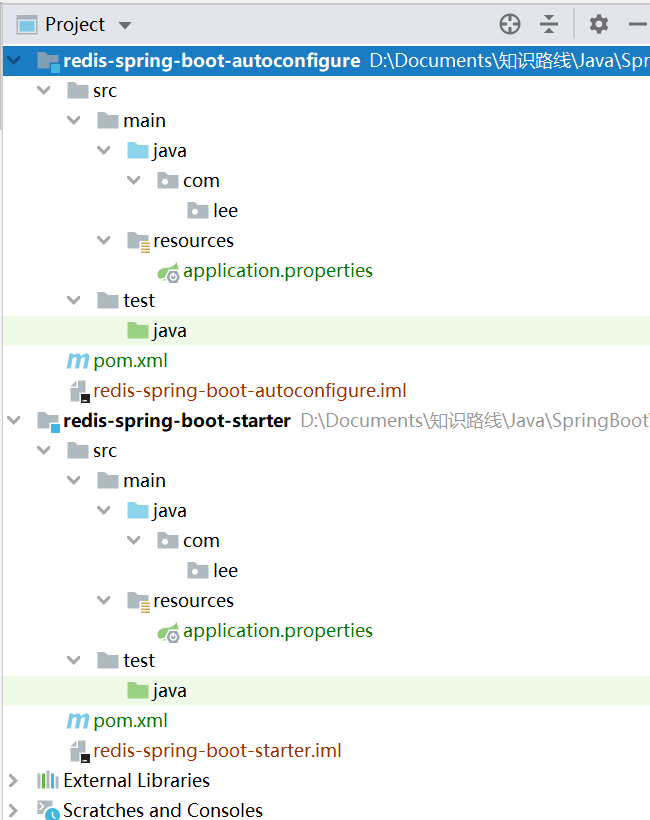 Project
redis-spring-boot-autoconfigure D:\Documents\知识路线\Java\Spr
src
main
java
com
lee
resources
application.properties
test
java
pom.xml
redis-spring-boot-autoconfigure.iml
redis-spring-boot-starter D:\Documents\知识路线\Java\SpringBoot\
src
main
java
com
lee
resources
application.properties
test
java
pom.xml
redis-spring-boot-starter.iml
External Libraries
Scratches and Consoles